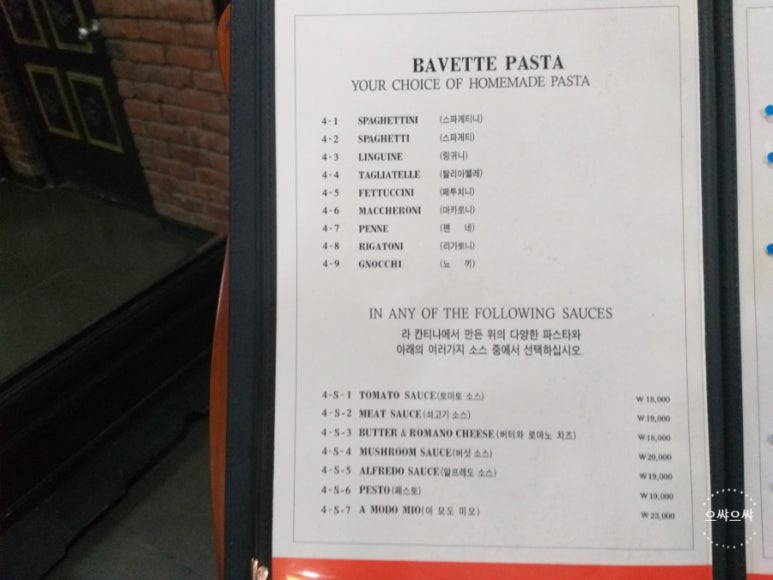 BAVETTE PASTA
YOUR CHOICE OF HOMEMADE PASTA
4-1 SPAGHETTINI (스파게티니)
4-2 SPAGHETTI (스파게티)
4-3 LINGUINE (링귀니)
4-4 TAGLIATELLE (탈리아텔레)
4-5 FETTUCCINI (페투치니)
4-6 MACCHERONI (마카로니)
4-7 PENNE (펜 네)
4-8 RIGATONI (리가토니)
4-9 GNOCCHI (뇨 끼)
IN ANY OF THE FOLLOWING SAUCES
라 칸티나에서 만든 위의 다양한 파스타와
아래의 여러가지 소스 중에서 선택하십시오.
4-S-1 TOMATO SAUCE(토마토 소스) ₩ 18,000
4-S-2 MEAT SAUCE(쇠고기 소스) ₩ 19,000
4-S-3 BUTTER & ROMANO CHEESE(버터와 로마노 치즈) ₩ 18,000
4-S-4 MUSHROOM SAUCE(버섯 소스) ₩ 20,000
4-S-5 ALFREDO SAUCE(알프레도 소스) ₩ 19,000
4-S-6 PESTO(페스토) ₩ 19,000
4-S-7 A MODO MIO(아 모도 미오) ₩ 23,000
으쌰으쌰